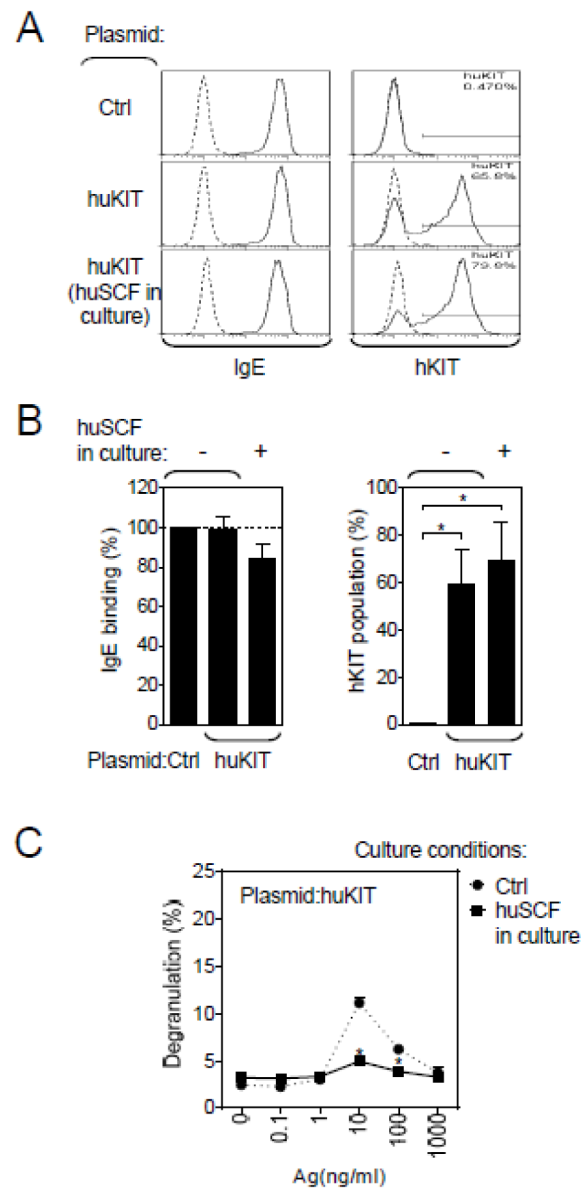 A
Plasmid:
Ctrl
huKIT
0.470%
huKIT
huKIT
65.8%
huKIT
(huSCF in
culture)
huKIT
IgE
hKIT
B
huSCF
in culture:
-
+
-
+
120
100
80
60
40
20
0
IgE binding (%)
100
80
60
40
20
0
hKIT population (%)
*
*
Plasmid:Ctrl
huKIT
Ctrl
huKIT
C
Culture conditions:
Ctrl
huSCF
in culture
25
20
15
10
5
0
Degranulation (%)
Plasmid:huKIT
*
*
0
0.1
1
10
100
1000
Ag(ng/ml)